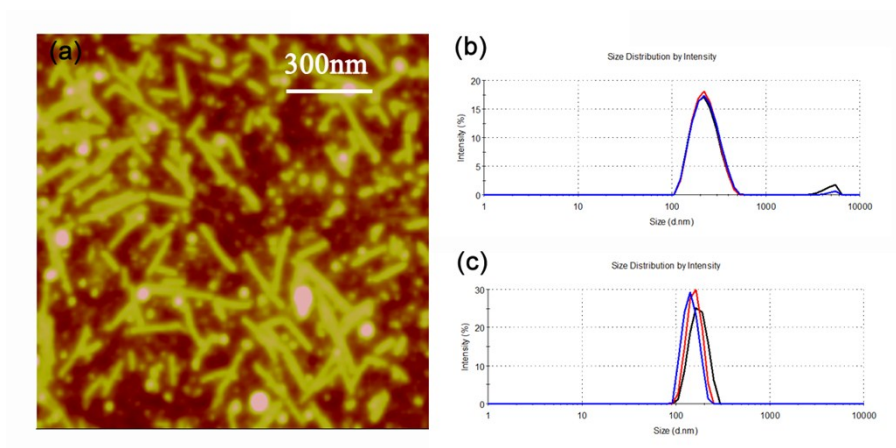 (a)
300nm
(b)
Size Distribution by Intensity
20
15
10
5
0
Intensity (%)
1 10 100 1000 10000
Size (d.nm)
(c)
Size Distribution by Intensity
30
20
10
0
Intensity (%)
1 10 100 1000 10000
Size (d.nm)